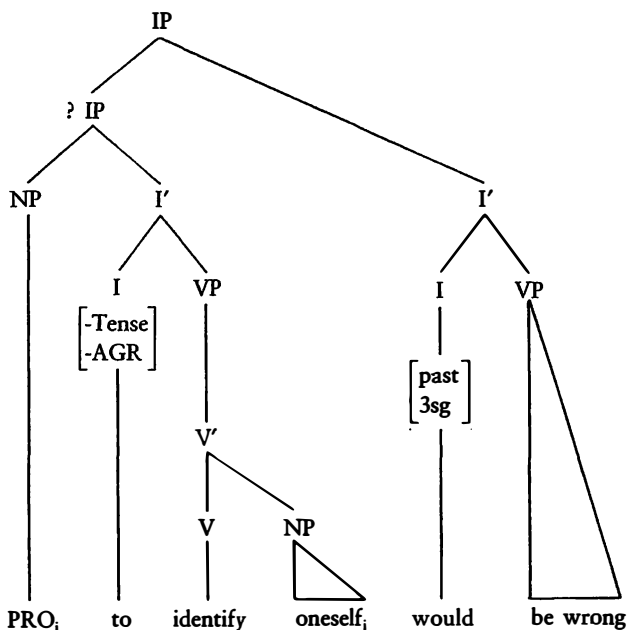 IP
? IP
NP I′ I′
I VP I VP
[-Tense
-AGR]
[past
3sg]
V′
V NP
PROᵢ to identify oneselfᵢ would be wrong